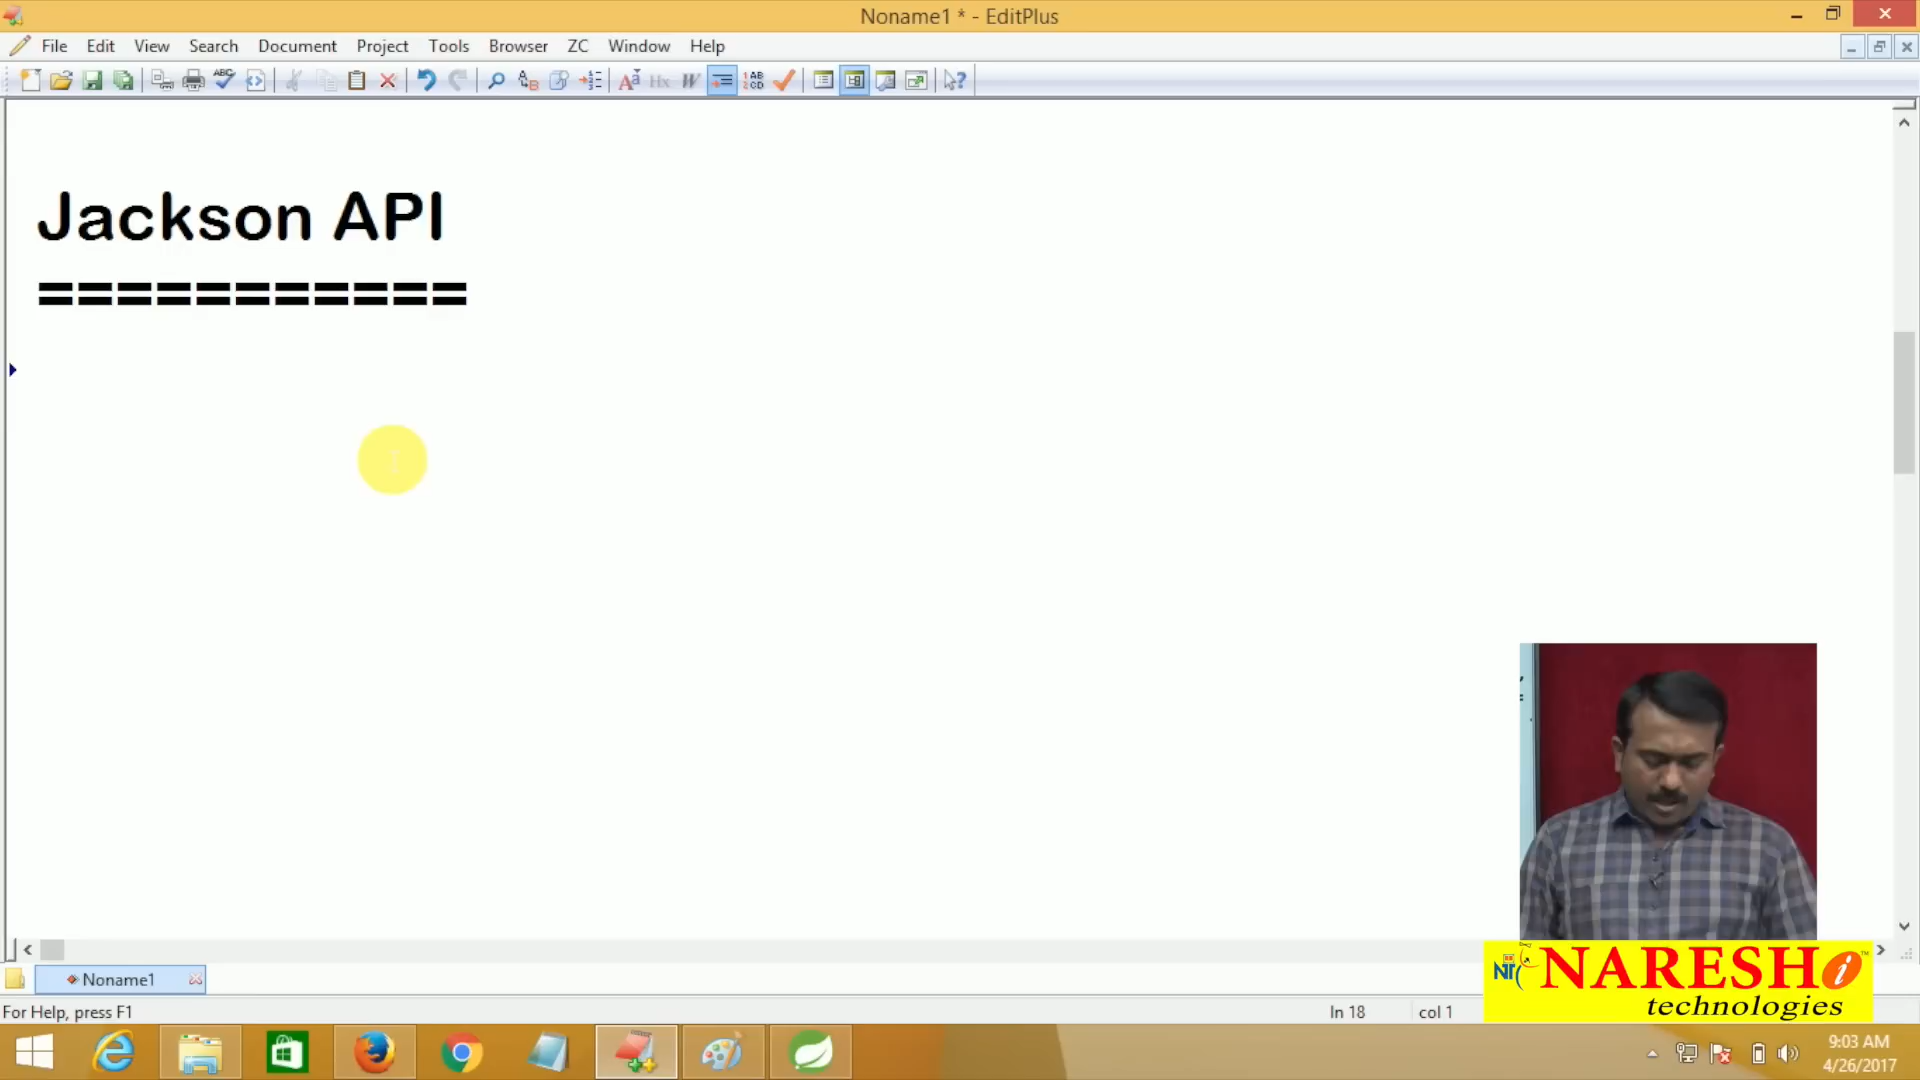 Noname1 * - EditPlus
File Edit View Search Document Project Tools Browser ZC Window Help
Jackson API
===========
Noname1
For Help, press F1
ln 18
col 1
NARESH i
technologies
9:03 AM
4/26/2017